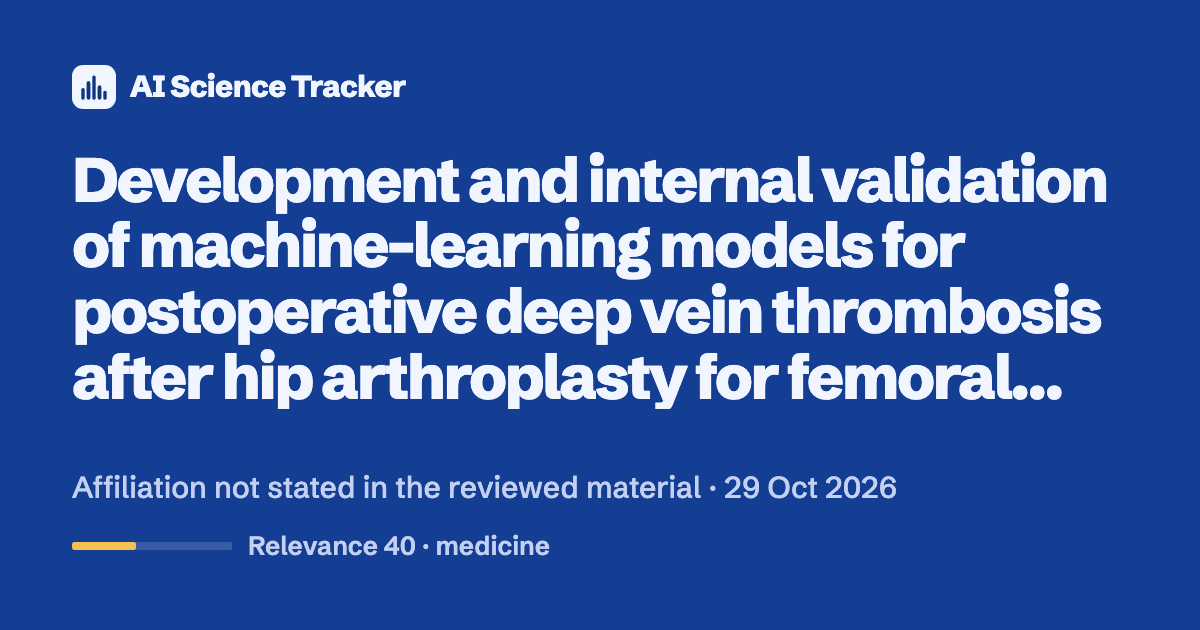 AI Science Tracker
Development and internal validation
of machine-learning models for
postoperative deep vein thrombosis
after hip arthroplasty for femoral...
Affiliation not stated in the reviewed material · 29 Oct 2026
Relevance 40 · medicine